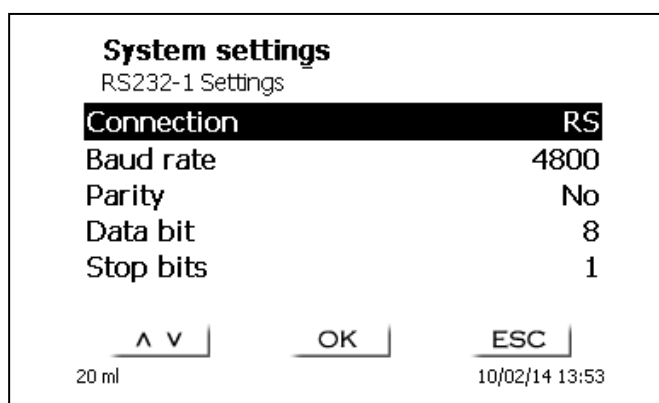 System settings
RS232-1 Settings
Connection RS
Baud rate 4800
Parity No
Data bit 8
Stop bits 1
∧ ∨ OK ESC
20 ml 10/02/14 13:53